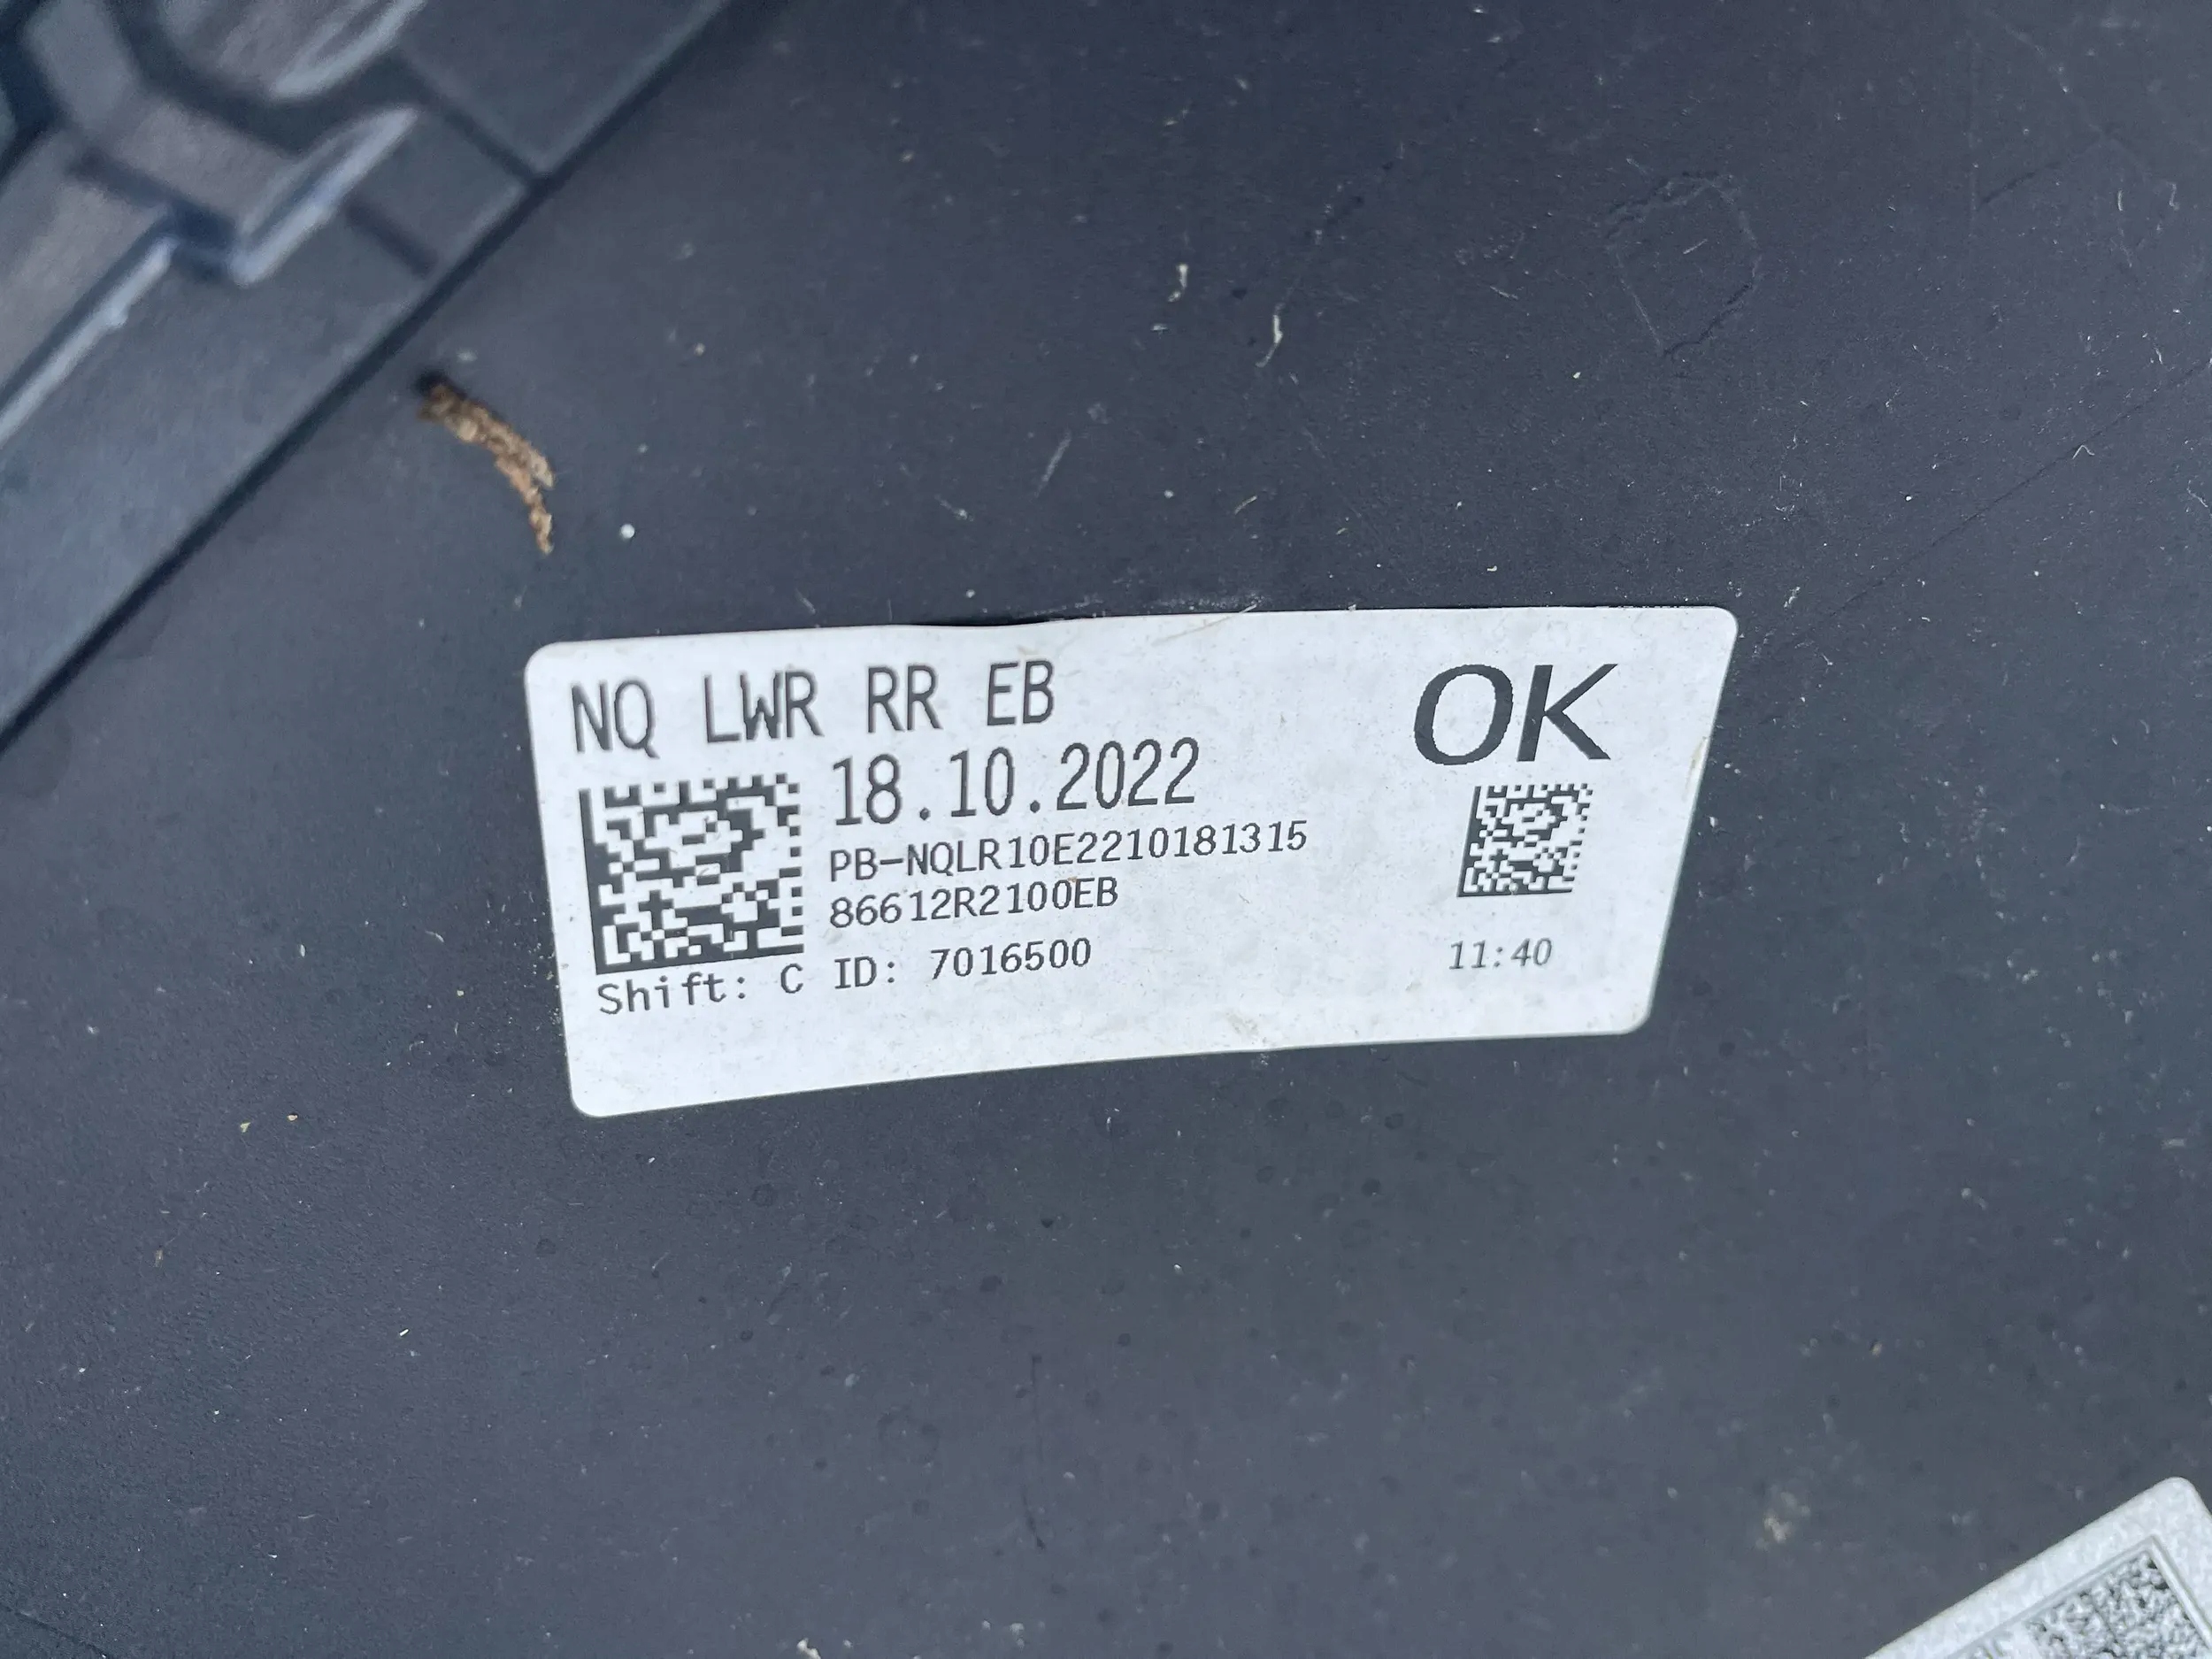 NQ LWR RR EB
OK
18.10.2022
PB-NQLR10E2210181315
86612R2100EB
Shift: C ID: 7016500
11:40